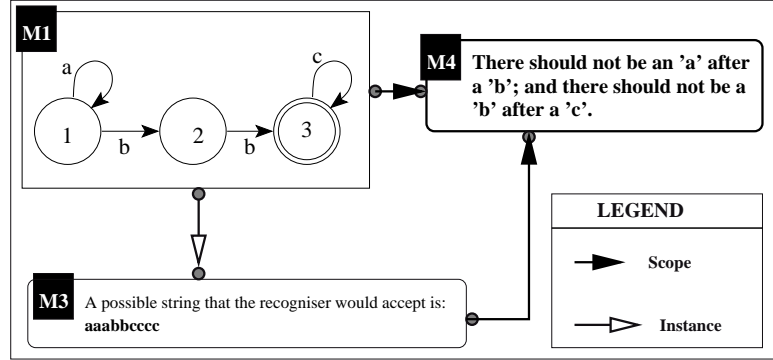 M1
a
c
1
2
3
b
b
M4
There should not be an ’a’ after
a ’b’; and there should not be a
’b’ after a ’c’.
M3
A possible string that the recogniser would accept is:
aaabbcccc
LEGEND
Scope
Instance